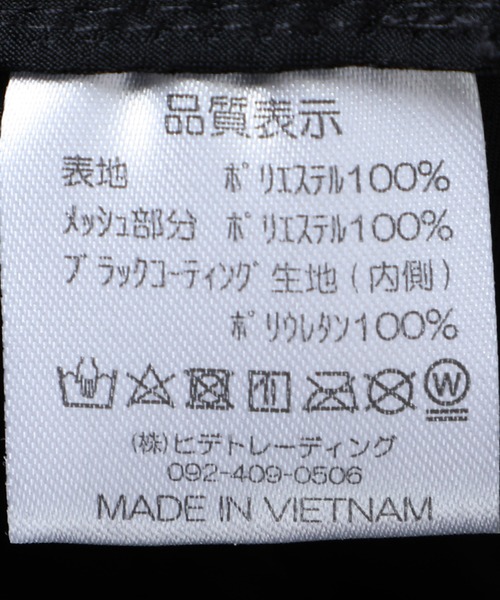 品質表示
表地 ポリエステル100%
メッシュ部分 ポリエステル100%
ブラックコーティング生地(内側)
ポリウレタン100%
W
(株)ヒデトレーディング
092-409-0506
MADE IN VIETNAM